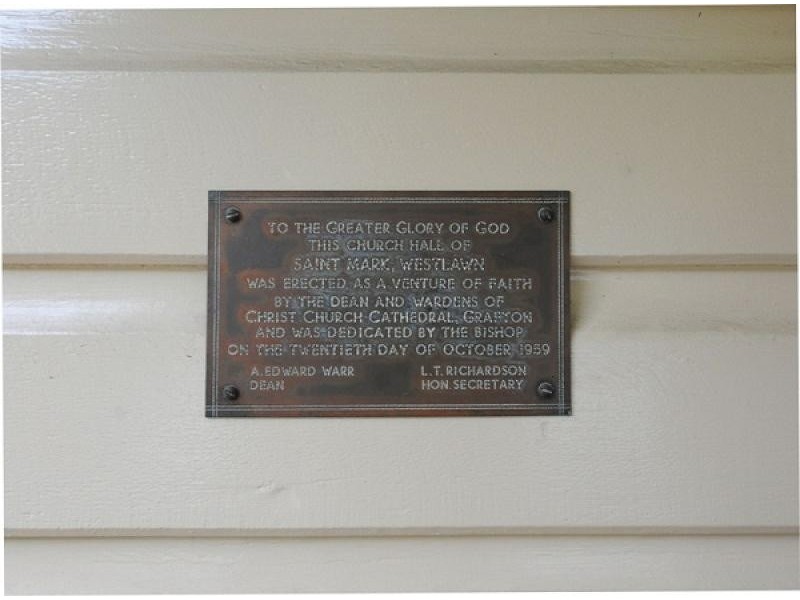 TO THE GREATER GLORY OF GOD
THIS CHURCH HALL OF
SAINT MARK, WESTLAWN
WAS ERECTED AS A VENTURE OF FAITH
BY THE DEAN AND WARDENS OF
CHRIST CHURCH CATHEDRAL, GRAFTON
AND WAS DEDICATED BY THE BISHOP
ON THE TWENTIETH DAY OF OCTOBER 1959
A. EDWARD WARR L. T. RICHARDSON
DEAN HON. SECRETARY